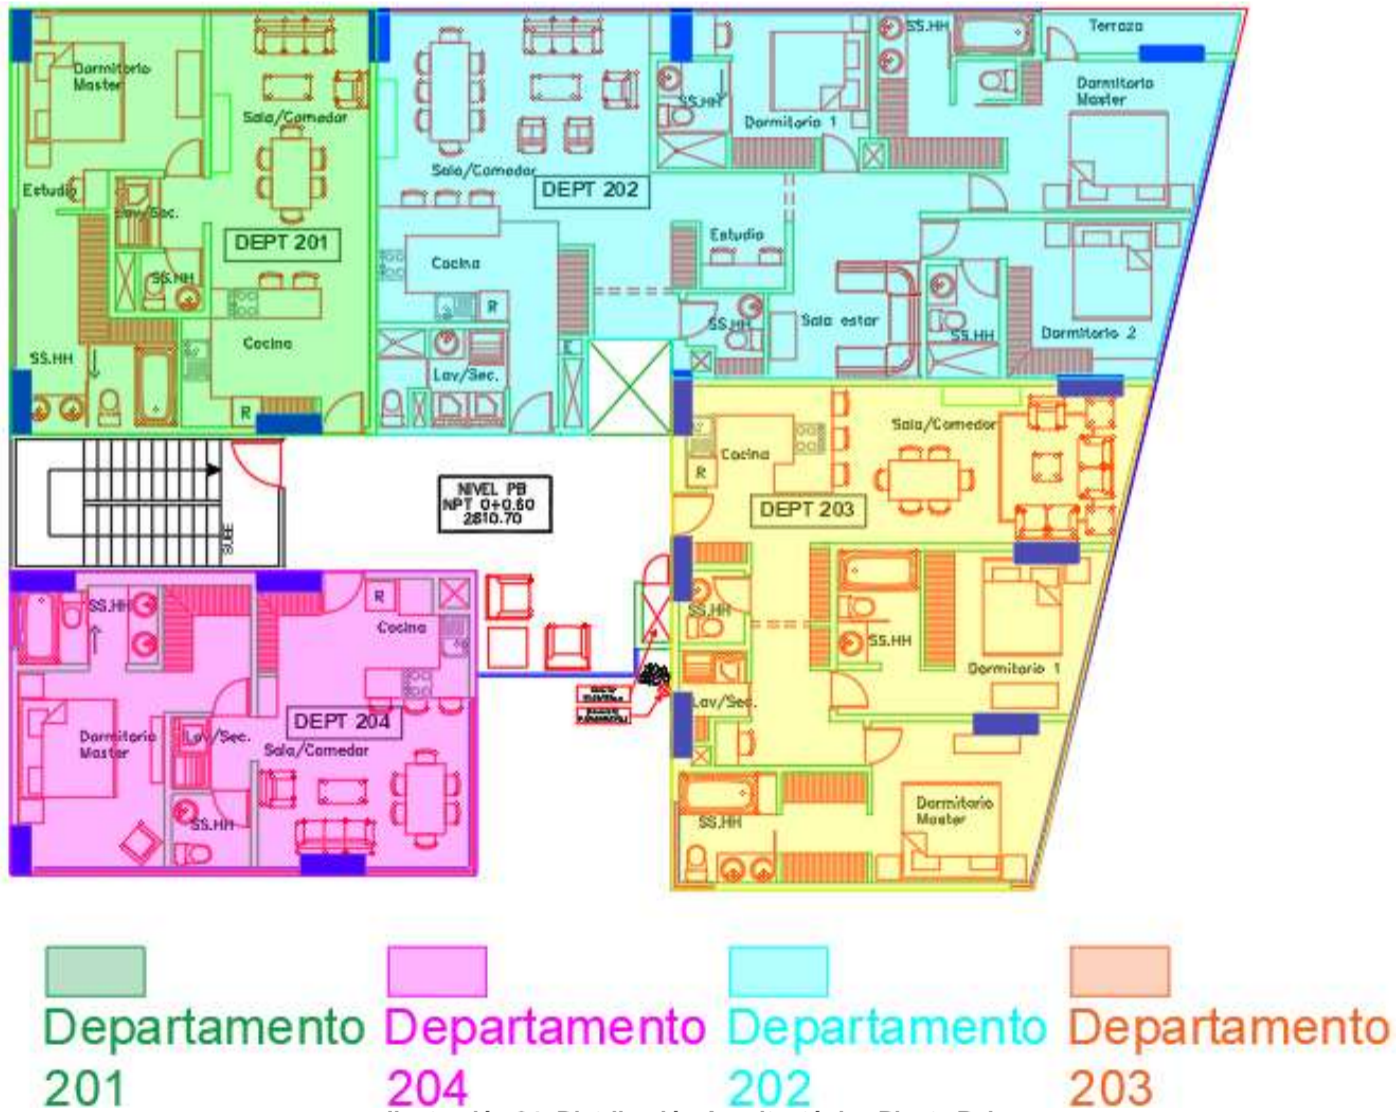 Dormitorio
Master
Estudio
Sala/Comedor
Lav/Sec.
DEPT 201
SS.HH
Cocina
SS.HH
R
Sala/Comedor
DEPT 202
SS.HH
Dormitorio 1
SS.HH
Terraza
Dormitorio
Master
Cocina
R
Estudio
Lav/Sec.
SS.HH
Sala estar
SS.HH
Dormitorio 2
SUBE
NIVEL PB
NPT 0+0.60
2810.70
Cocina
R
Sala/Comedor
DEPT 203
SS.HH
SS.HH
Dormitorio 1
Lav/Sec.
SS.HH
Dormitorio
Master
SS.HH
R
Cocina
DEPT 204
Dormitorio
Master
Lav/Sec.
Sala/Comedor
SS.HH
Departamento
201
Departamento
204
Departamento
202
Departamento
203